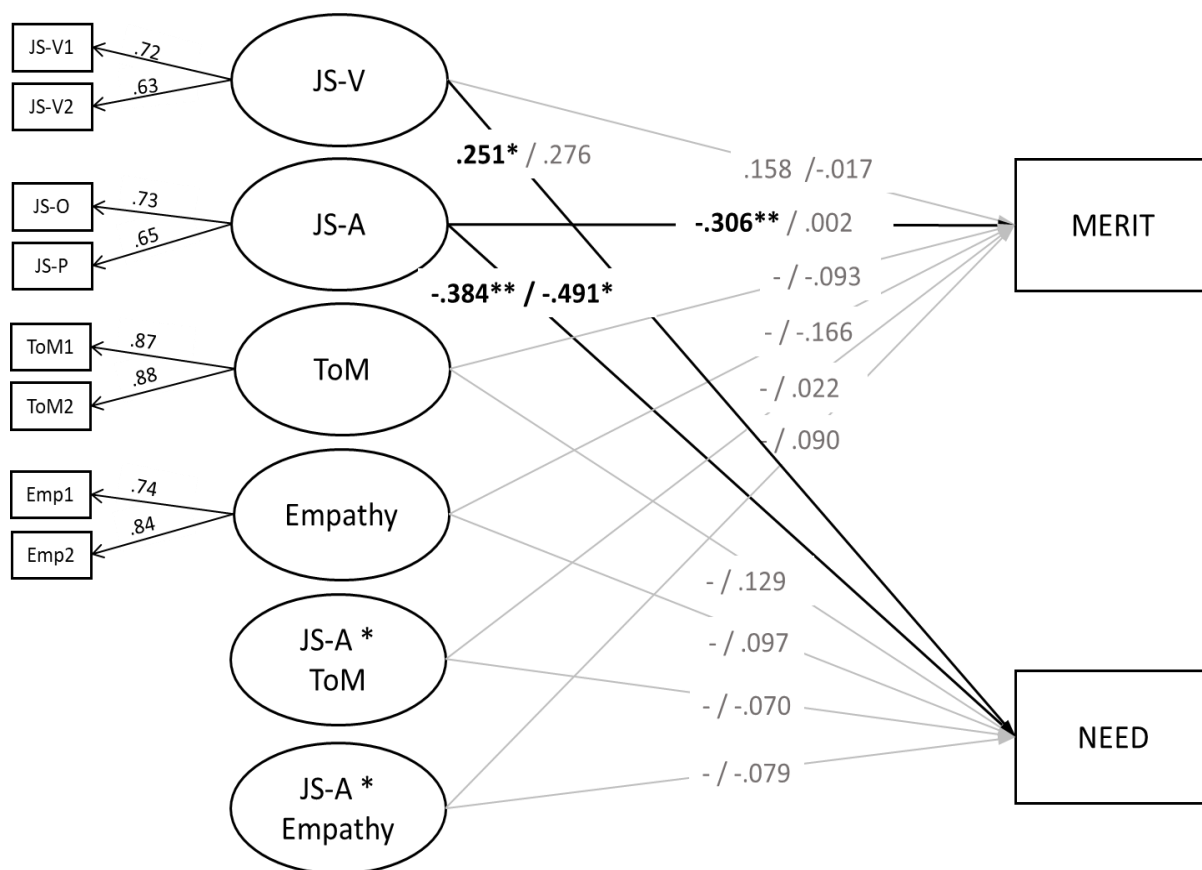 JS-V1
.72
JS-V2
.63
JS-V
.251* / .276
.158 /-.017
JS-O
.73
JS-P
.65
JS-A
-.306** / .002
MERIT
-.384** / -.491*
- / -.093
ToM1
.87
ToM2
.88
ToM
- / -.166
- / .022
- / .090
Emp1
.74
Emp2
.84
Empathy
- / .129
- / .097
JS-A *
ToM
- / -.070
NEED
JS-A *
Empathy
- / -.079